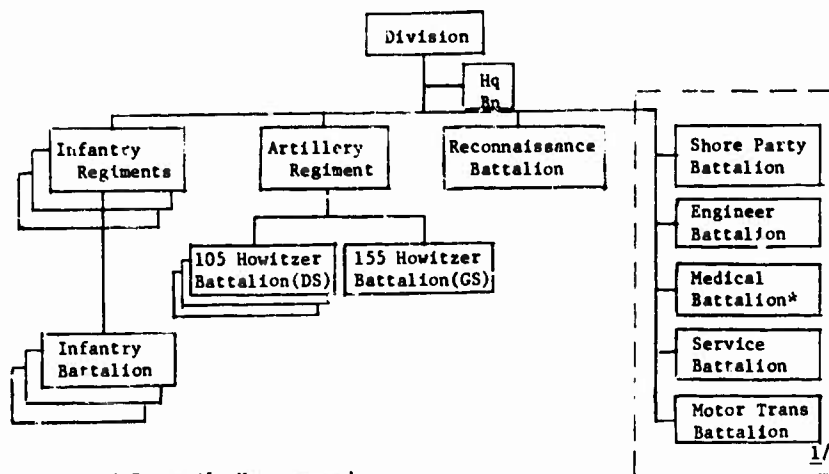 Division
Hq
Bn
Infantry
Regiments
Artillery
Regiment
Reconnaissance
Battalion
Shore Party
Battalion
Engineer
Battalion
105 Howitzer
Battalion(DS)
155 Howitzer
Battalion(GS)
Medical
Battalion*
Infantry
Battalion
Service
Battalion
Motor Trans
Battalion
1/